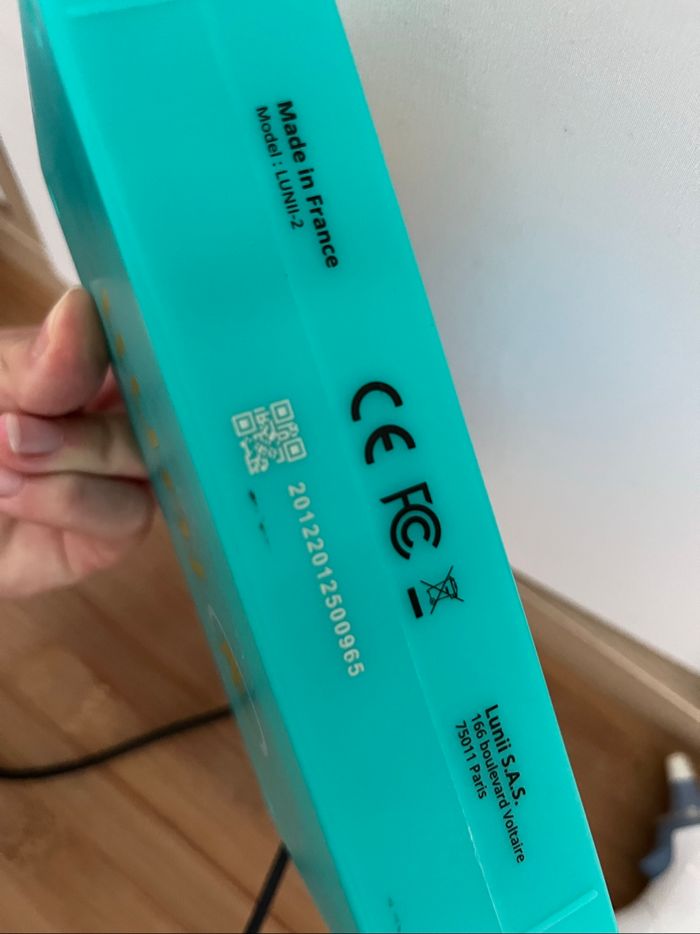 Made in France
Model : LUNII-2
CE
FC
20122012500965
Lunii S.A.S.
166 boulevard Voltaire
75011 Paris